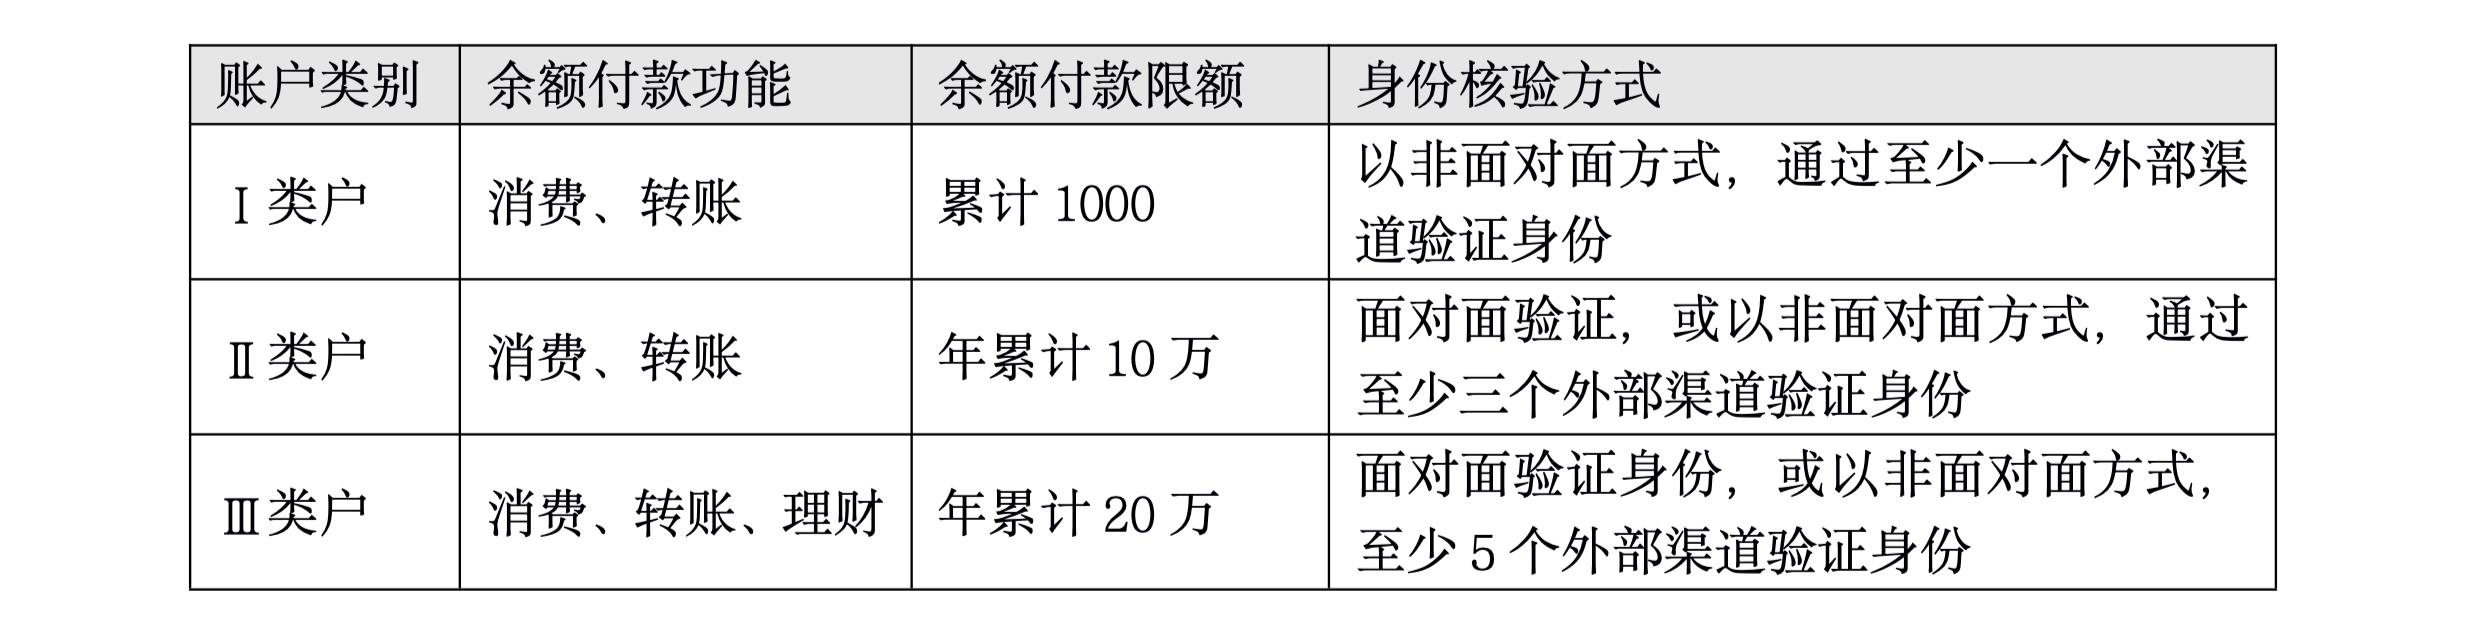 账户类别 余额付款功能 余额付款限额 身份核验方式
Ⅰ类户 消费、转账 累计 1000 以非面对面方式，通过至少一个外部渠
道验证身份
Ⅱ类户 消费、转账 年累计 10 万 面对面验证，或以非面对面方式，通过
至少三个外部渠道验证身份
Ⅲ类户 消费、转账、理财 年累计 20 万 面对面验证身份，或以非面对面方式，
至少 5 个外部渠道验证身份